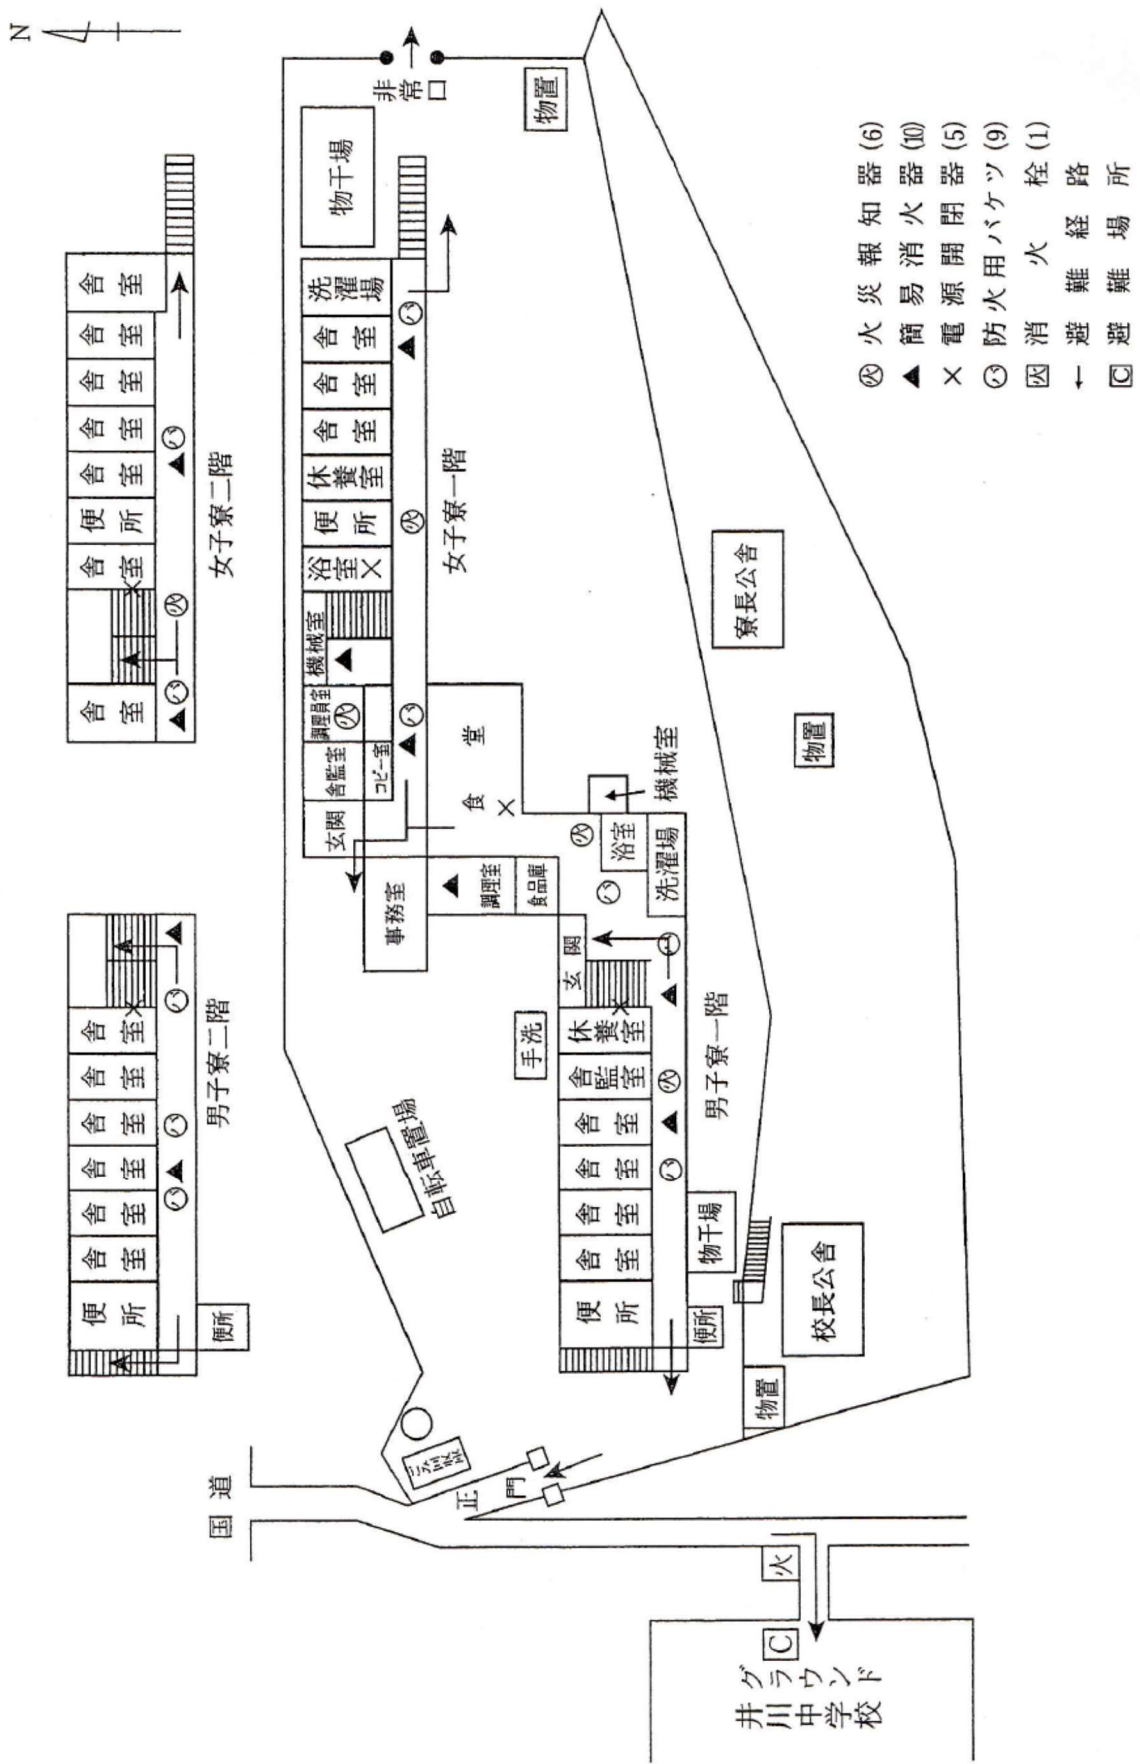 N
舎室
舎室
舎室
舎室
舎室
便所
舎室
舎室
女子寮二階
舎室
舎室
舎室
舎室
舎室
舎室
便所
便所
男子寮二階
非常口
物置
物干場
洗濯場
舎室
舎室
舎室
休養室
便所
浴室
機械室
調理員室
舎監室
コピー室
玄関
事務室
女子寮一階
食堂
調理室
食品庫
浴室
洗濯場
機械室
玄関
休養室
舎監室
舎室
舎室
舎室
舎室
便所
便所
男子寮一階
手洗
物干場
自転車置場
寮長公舎
物置
校長公舎
物置
正門
国道
火
C
グラウンド
井川中学校
火 火災報知器(6)
▲ 簡易消火器(10)
× 電源開閉器(5)
バ 防火用バケツ(9)
火 消火栓(1)
← 避難経路
C 避難場所